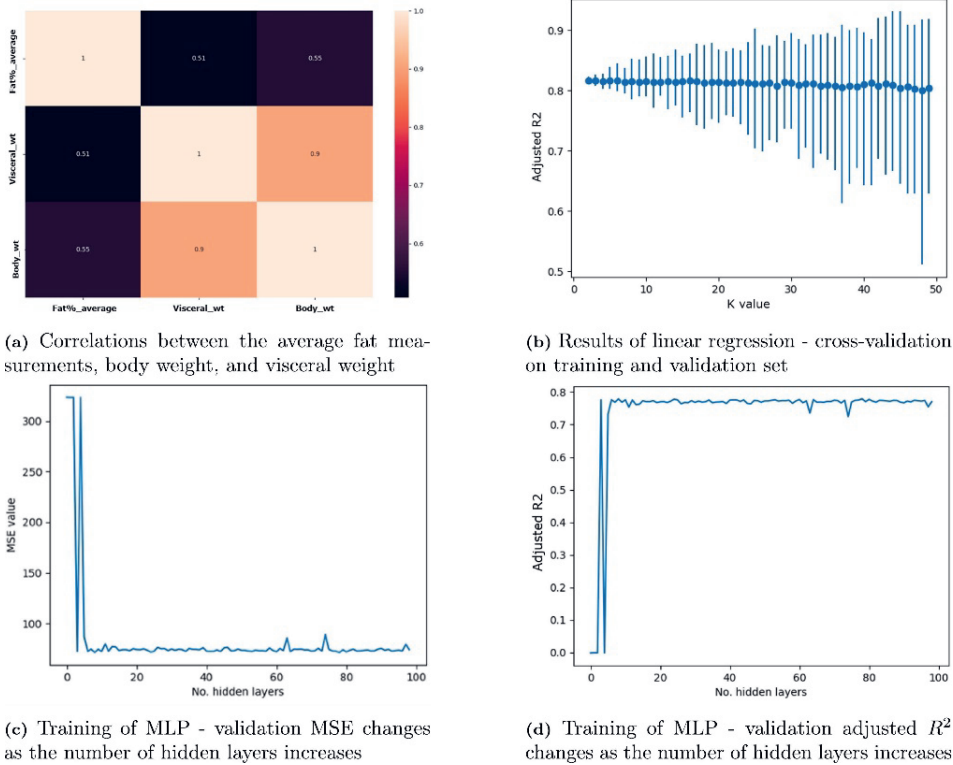 Fat%_average
Visceral_wt
Body_wt
1
0.51
0.55
0.51
1
0.9
0.55
0.9
1
Fat%_average
Visceral_wt
Body_wt
1.0
0.9
0.8
0.7
0.6
(a) Correlations between the average fat mea-
surements, body weight, and visceral weight
Adjusted R2
0.9
0.8
0.7
0.6
0.5
0
10
20
30
40
50
K value
(b) Results of linear regression - cross-validation
on training and validation set
MSE value
300
250
200
150
100
0
20
40
60
80
100
No. hidden layers
(c) Training of MLP - validation MSE changes
as the number of hidden layers increases
Adjusted R2
0.8
0.7
0.6
0.5
0.4
0.3
0.2
0.1
0.0
0
20
40
60
80
100
No. hidden layers
(d) Training of MLP - validation adjusted R²
changes as the number of hidden layers increases